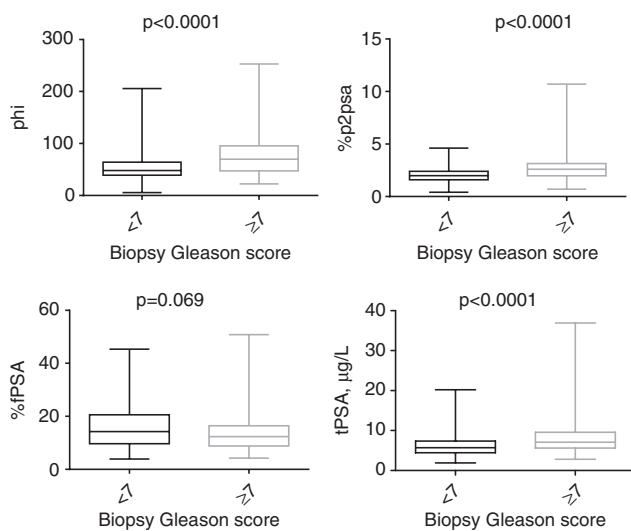 p<0.0001
phi
300
200
100
0
<7
≥7
Biopsy Gleason score
p<0.0001
%p2psa
15
10
5
0
<7
≥7
Biopsy Gleason score
p=0.069
%fPSA
60
40
20
0
<7
≥7
Biopsy Gleason score
p<0.0001
tPSA, µg/L
40
30
20
10
0
<7
≥7
Biopsy Gleason score